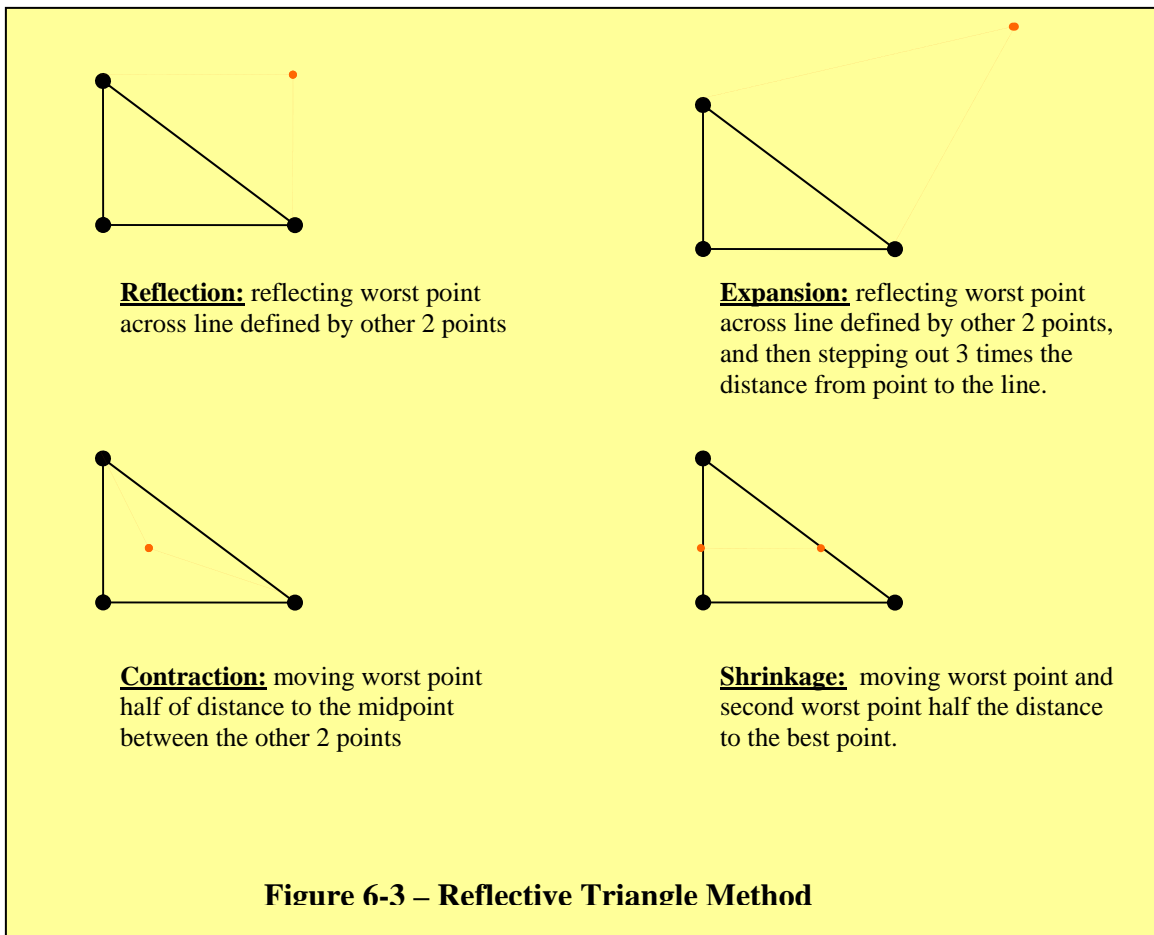 Reflection: reflecting worst point
across line defined by other 2 points
Expansion: reflecting worst point
across line defined by other 2 points,
and then stepping out 3 times the
distance from point to the line.
Contraction: moving worst point
half of distance to the midpoint
between the other 2 points
Shrinkage: moving worst point and
second worst point half the distance
to the best point.
Figure 6-3 – Reflective Triangle Method